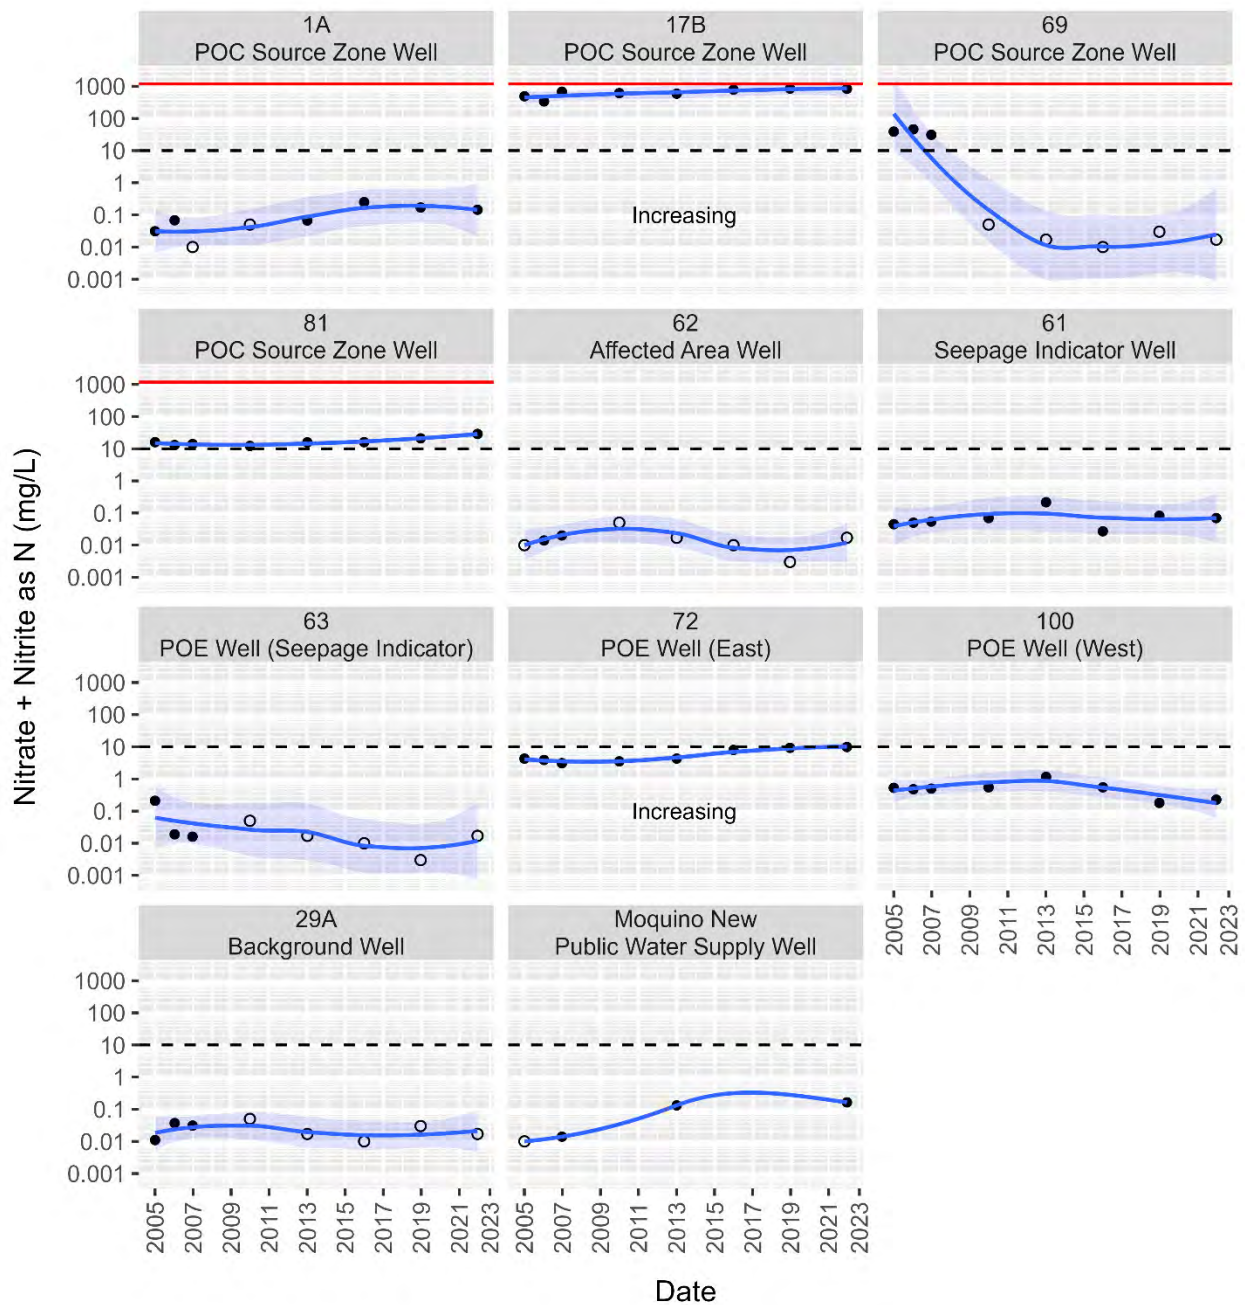 1A
POC Source Zone Well
17B
POC Source Zone Well
69
POC Source Zone Well
1000
100
10
1
0.1
0.01
0.001
Increasing
81
POC Source Zone Well
62
Affected Area Well
61
Seepage Indicator Well
1000
100
10
1
0.1
0.01
0.001
Nitrate + Nitrite as N (mg/L)
63
POE Well (Seepage Indicator)
72
POE Well (East)
100
POE Well (West)
1000
100
10
1
0.1
0.01
0.001
Increasing
2005 2007 2009 2011 2013 2015 2017 2019 2021 2023
29A
Background Well
Moquino New
Public Water Supply Well
1000
100
10
1
0.1
0.01
0.001
2005 2007 2009 2011 2013 2015 2017 2019 2021 2023
2005 2007 2009 2011 2013 2015 2017 2019 2021 2023
Date